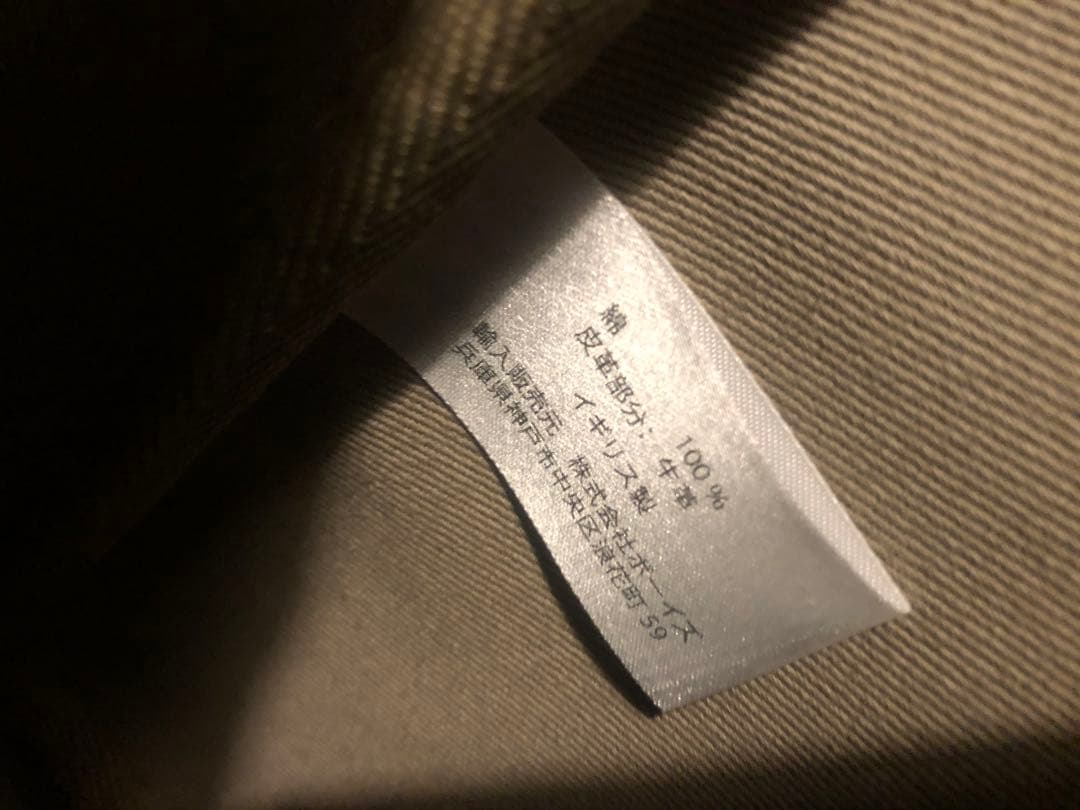 綿 100%
皮革部分: 牛革
イギリス製
輸入販売元 株式会社ボーイズ
兵庫県神戸市中央区浪花町59